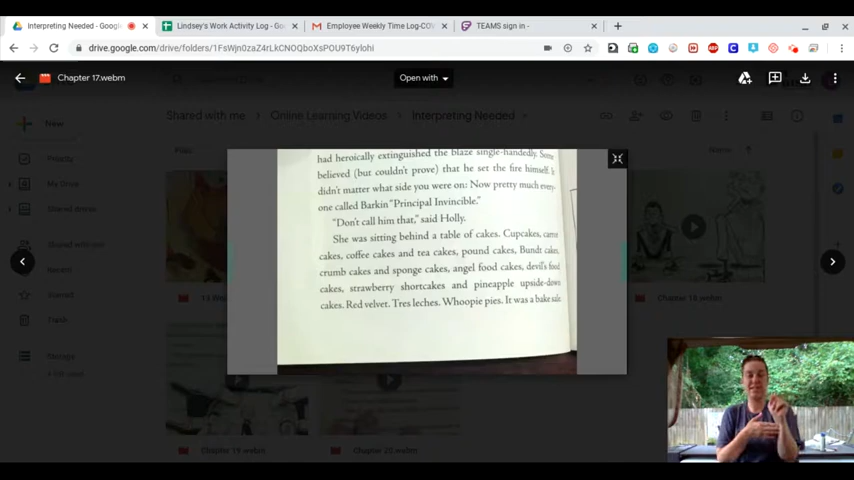 Interpreting Needed - Google
Lindsey's Work Activity Log - G
Employee Weekly Time Log-CO
TEAMS sign in -
drive.google.com/drive/folders/1FsWjn0zaZ4rLkCNOQboXsPOU9T6ylohi
Chapter 17.webm
Open with
Shared with me
Online Learning Videos
Interpreting Needed
New
Priority
My Drive
Shared drives
Shared with me
Recent
Starred
Trash
Storage
had heroically extinguished the blaze single-handedly. Some
believed (but couldn't prove) that he set the fire himself. It
didn't matter what side you were on: Now pretty much every-
one called Barkin "Principal Invincible."
"Don't call him that," said Holly.
She was sitting behind a table of cakes. Cupcakes, carrot
cakes, coffee cakes and tea cakes, pound cakes, Bundt cakes,
crumb cakes and sponge cakes, angel food cakes, devil's food
cakes, strawberry shortcakes and pineapple upside-down
cakes. Red velvet. Tres leches. Whoopie pies. It was a bake sale
Chapter 18.webm
Chapter 19.webm
Chapter 20.webm